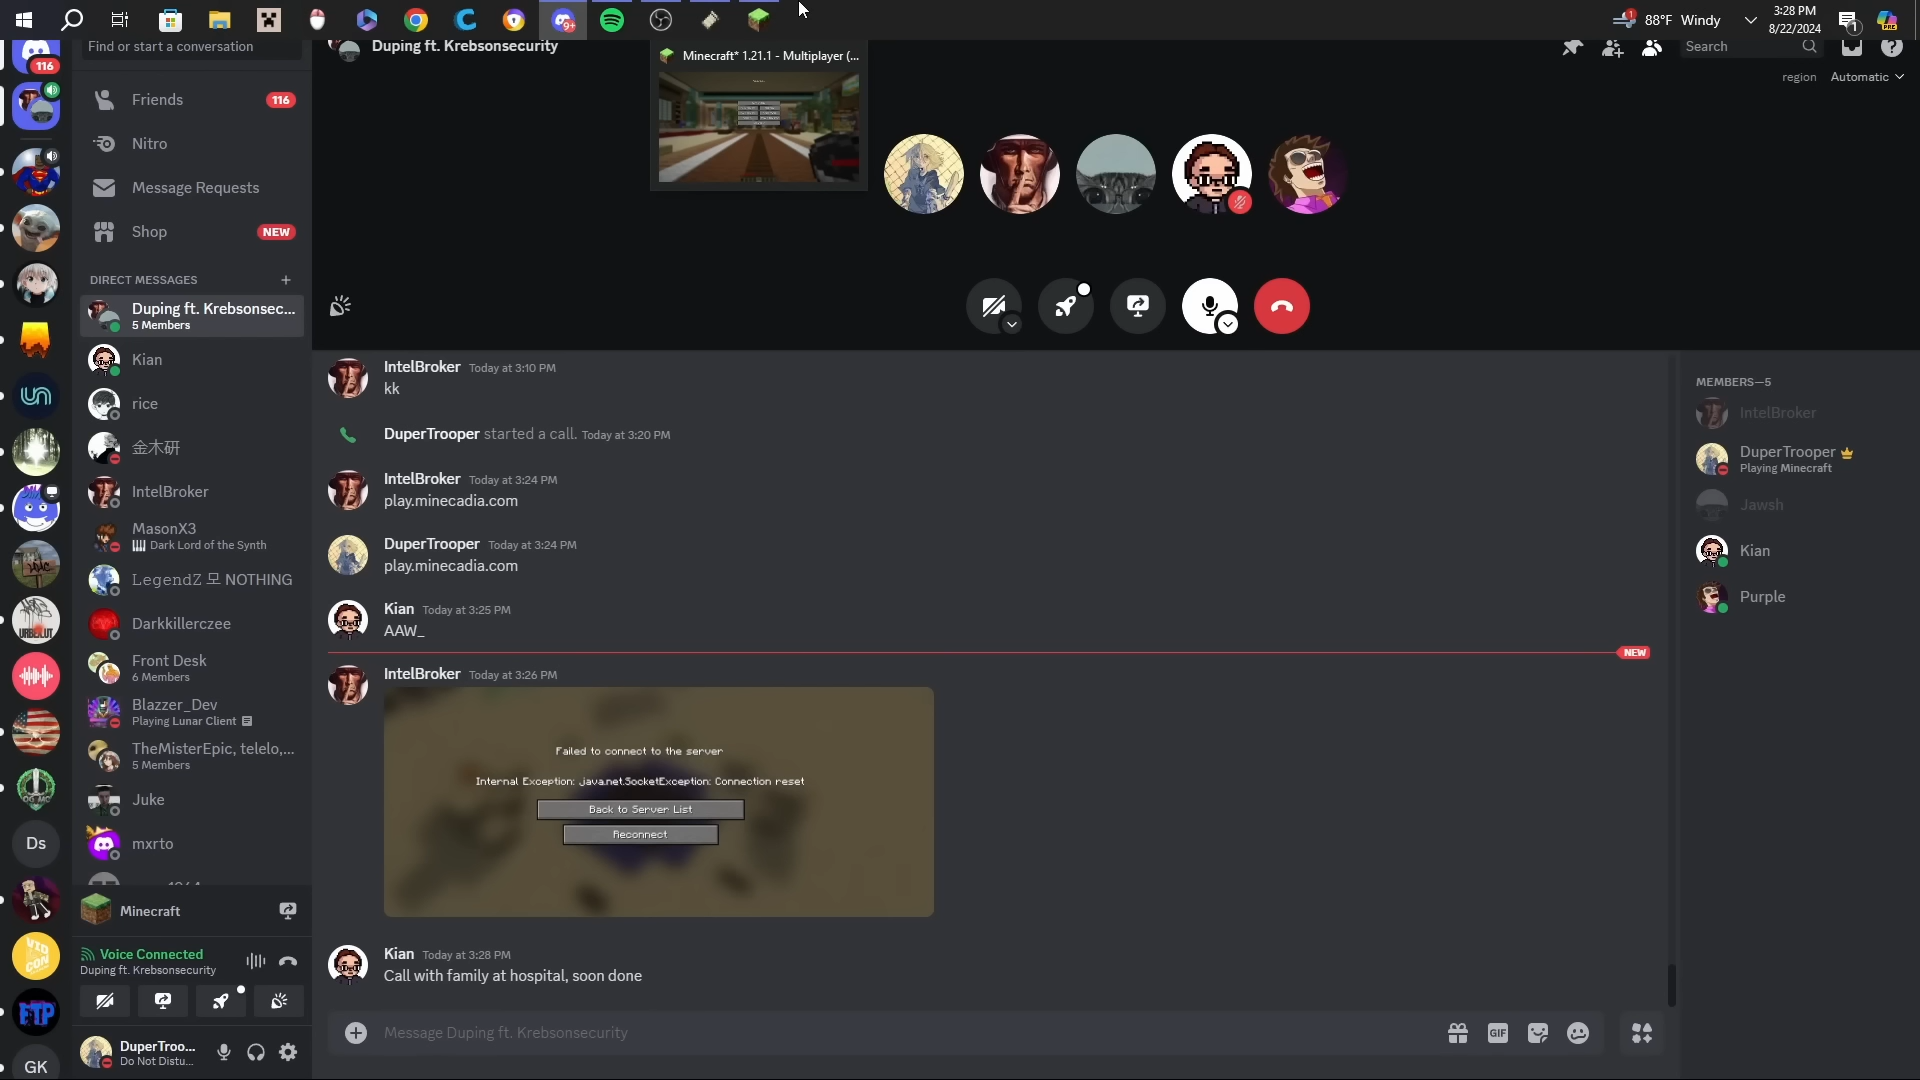 88°F Windy
3:28 PM
8/22/2024
1
1
9+
PRE
116
Ds
GK
UN
VID
CON
FTP
Find or start a conversation
Friends
116
Nitro
Message Requests
Shop
NEW
DIRECT MESSAGES
Duping ft. Krebsonsec...
5 Members
Kian
rice
金木研
IntelBroker
MasonX3
Dark Lord of the Synth
LegendZ 모 NOTHING
Darkkillerczee
Front Desk
6 Members
Blazzer_Dev
Playing Lunar Client
TheMisterEpic, telelo,...
5 Members
Juke
mxrto
Minecraft
Voice Connected
Duping ft. Krebsonsecurity
DuperTroo...
Do Not Distu...
Duping ft. Krebsonsecurity
Minecraft* 1.21.1 - Multiplayer (...
Search
region Automatic
IntelBroker Today at 3:10 PM
kk
DuperTrooper started a call. Today at 3:20 PM
IntelBroker Today at 3:24 PM
play.minecadia.com
DuperTrooper Today at 3:24 PM
play.minecadia.com
Kian Today at 3:25 PM
AAW_
NEW
IntelBroker Today at 3:26 PM
Failed to connect to the server
Internal Exception: java.net.SocketException: Connection reset
Back to Server List
Reconnect
Kian Today at 3:28 PM
Call with family at hospital, soon done
Message Duping ft. Krebsonsecurity
GIF
MEMBERS—5
IntelBroker
DuperTrooper
Playing Minecraft
Jawsh
Kian
Purple